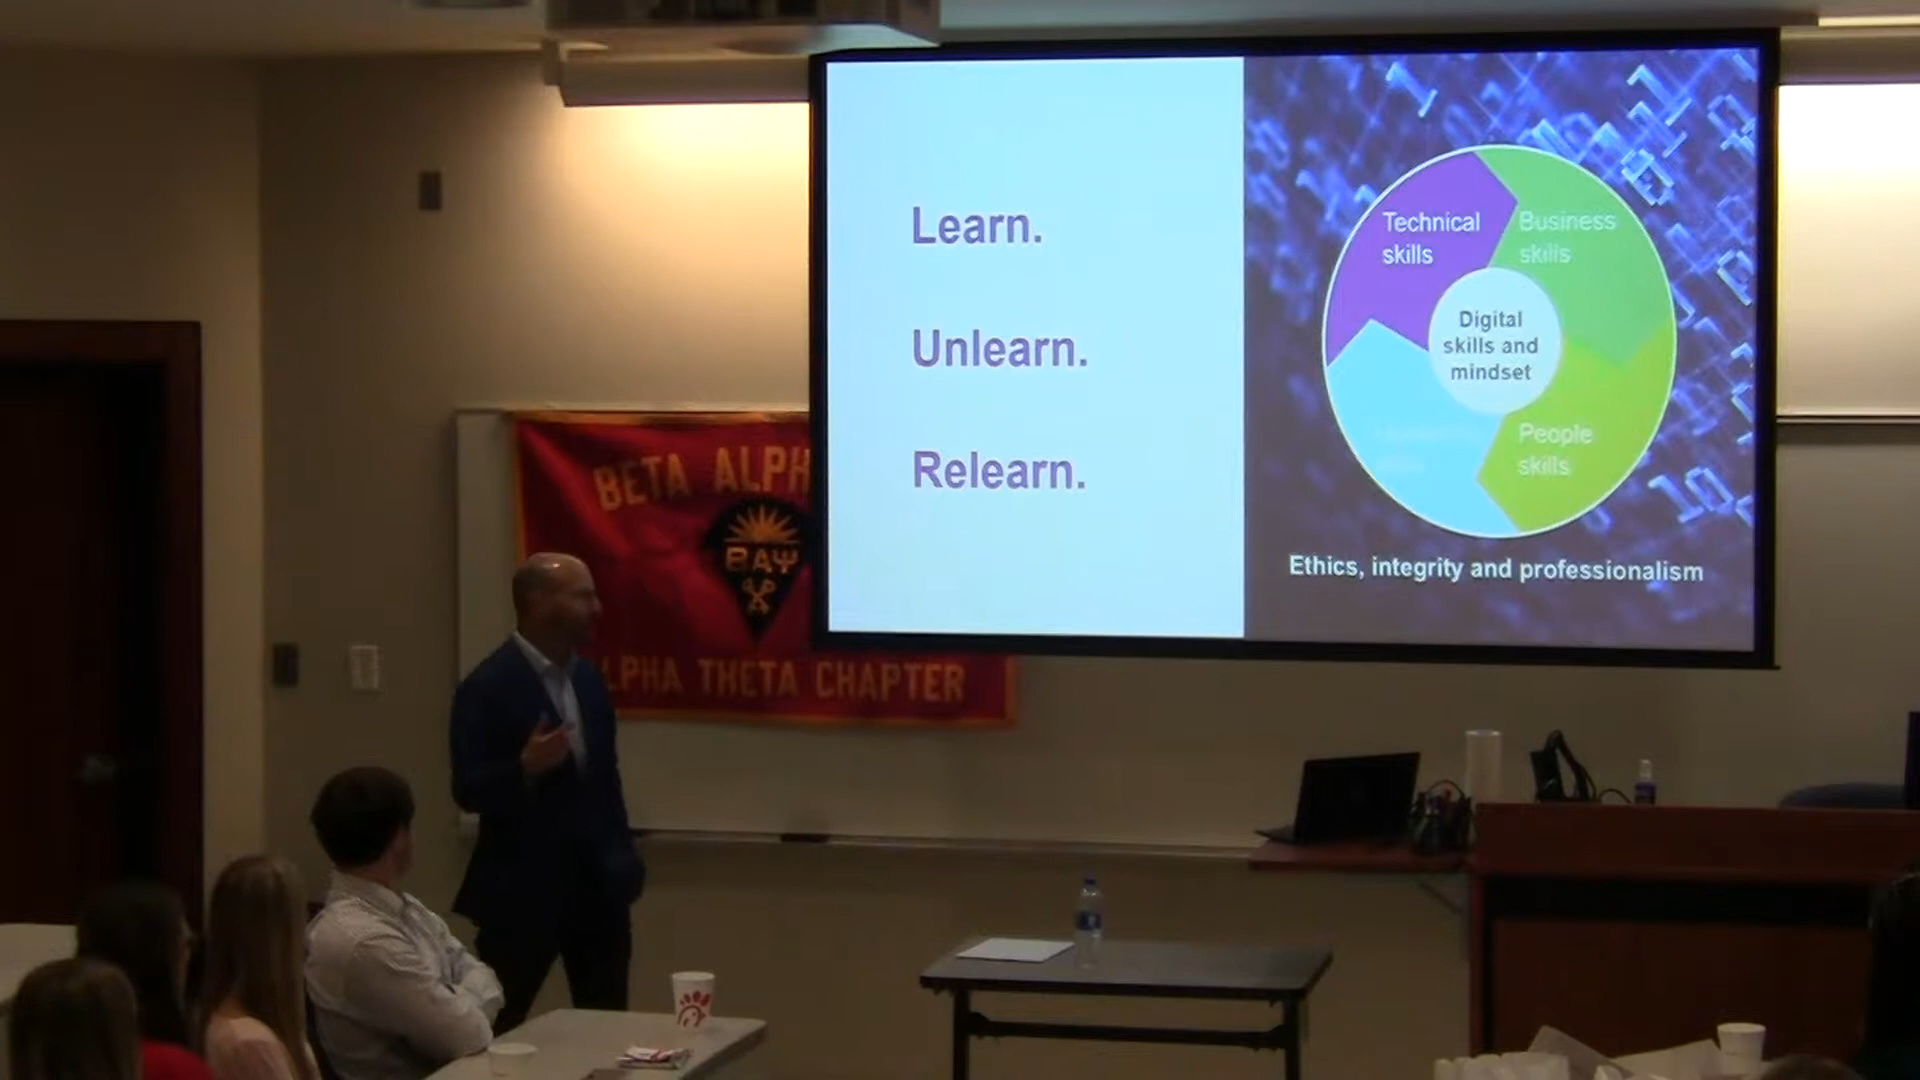 Learn.
Unlearn.
Relearn.
Technical
skills
Business
skills
Digital
skills and
mindset
People
skills
Ethics, integrity and professionalism
BETA ALPH
BAΨ
LPHA THETA CHAPTER